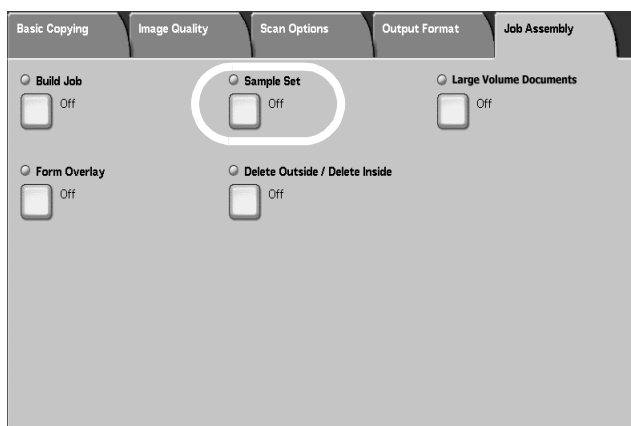 Basic Copying Image Quality Scan Options Output Format Job Assembly
Build Job Sample Set Large Volume Documents
Off Off Off
Form Overlay Delete Outside / Delete Inside
Off Off